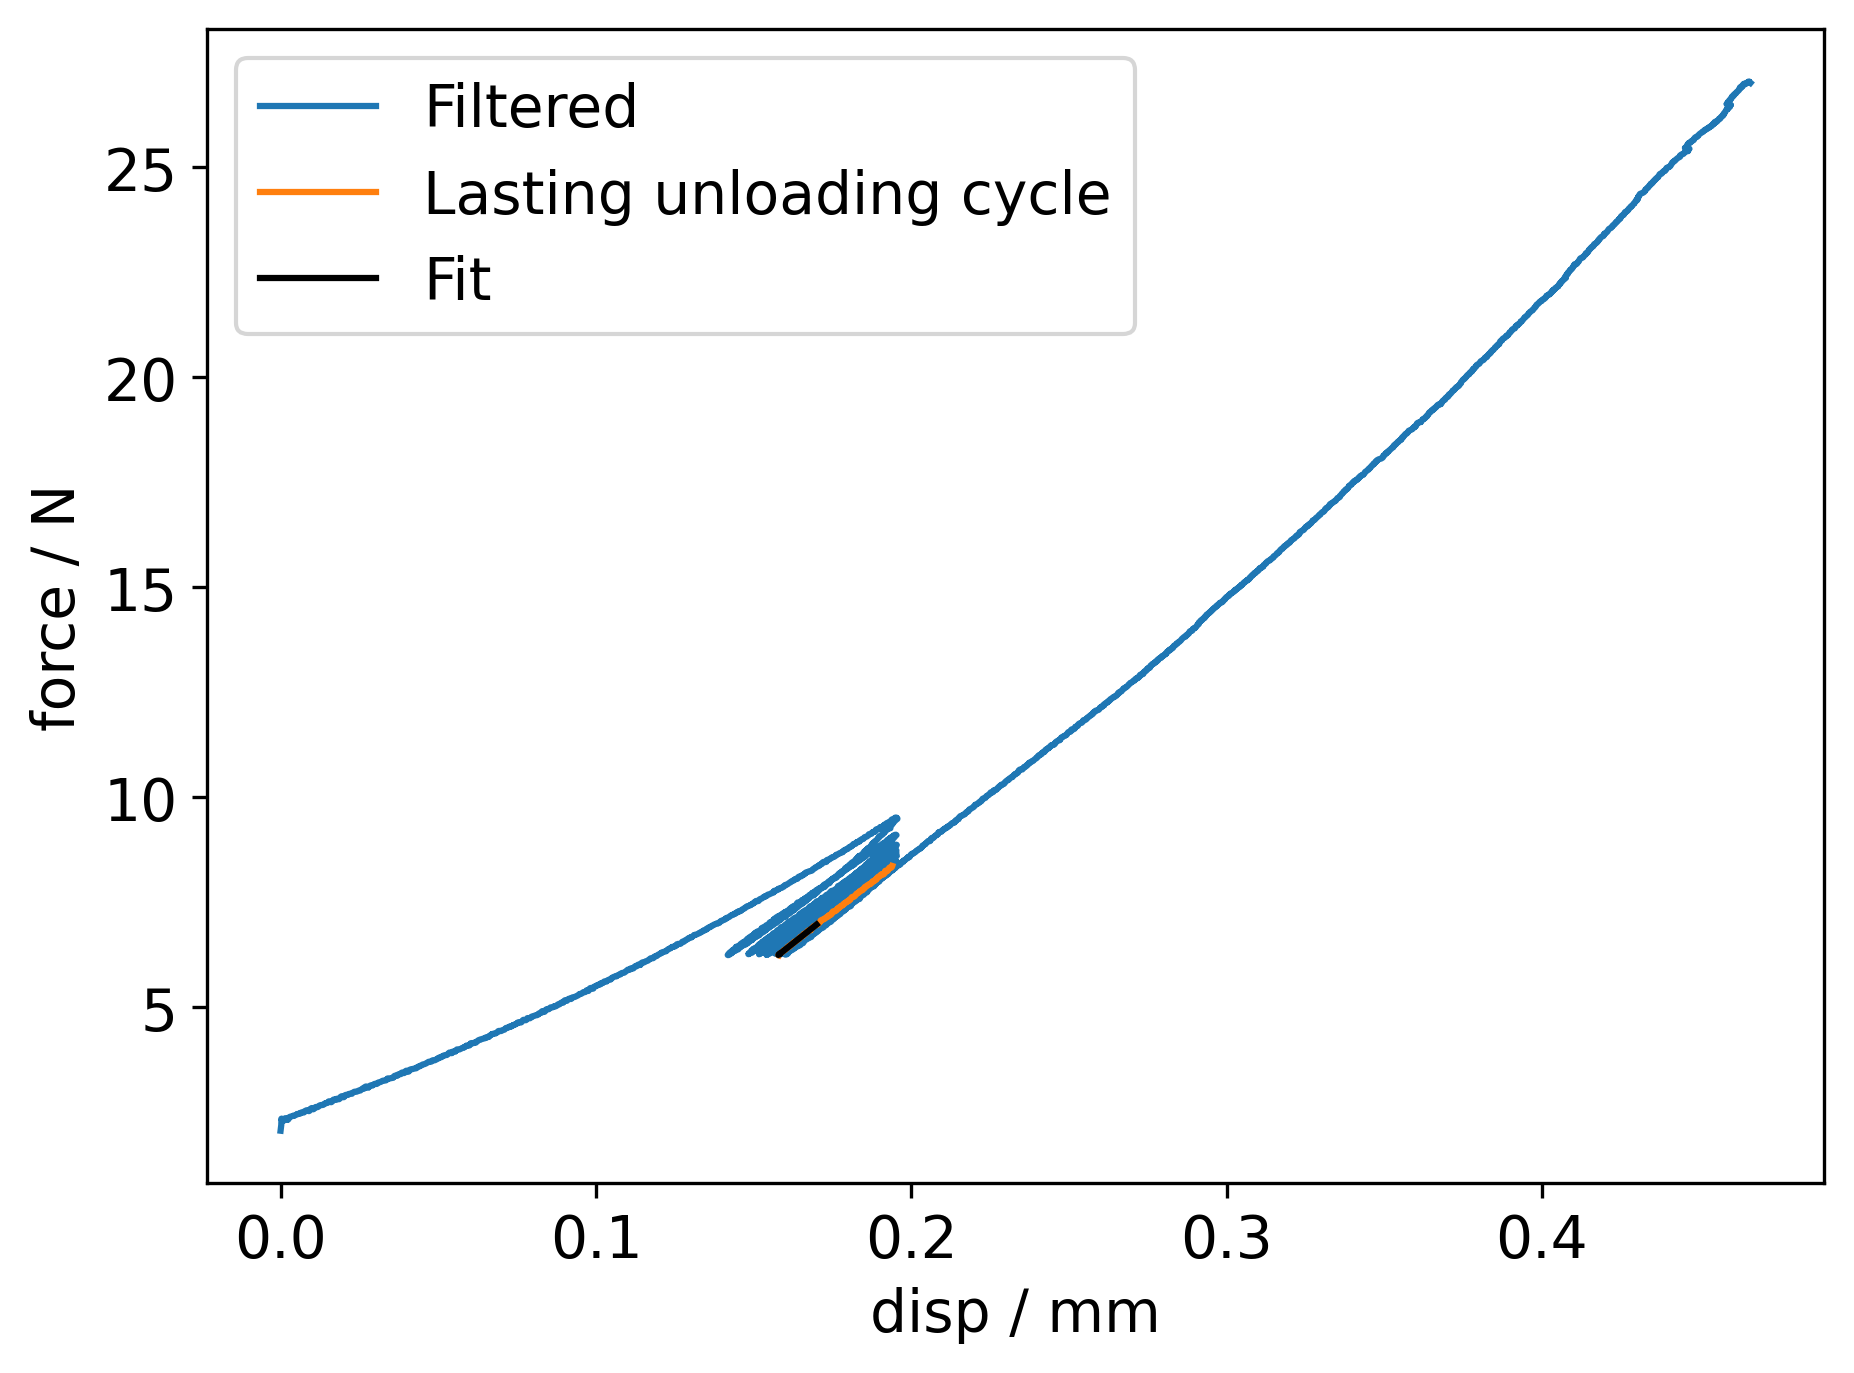 Filtered
Lasting unloading cycle
Fit
25
20
15
10
5
force / N
0.0 0.1 0.2 0.3 0.4
disp / mm